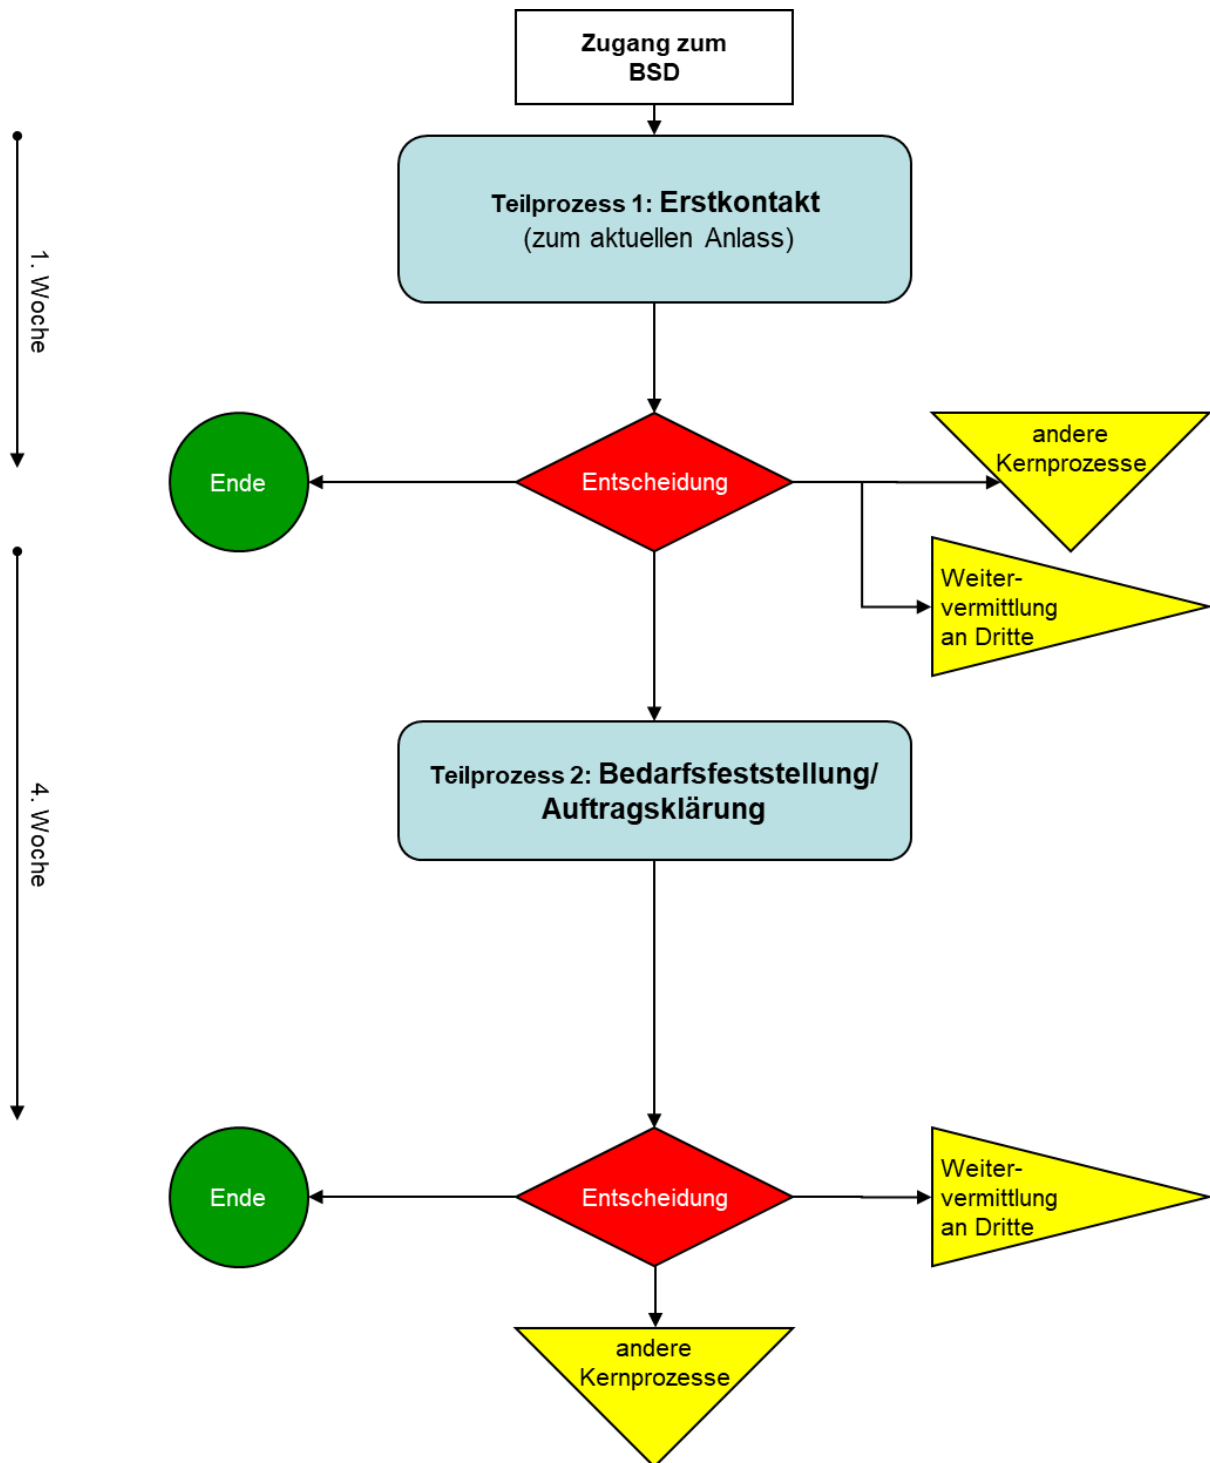 Zugang zum
BSD
Teilprozess 1: Erstkontakt
(zum aktuellen Anlass)
1. Woche
Ende
Entscheidung
andere
Kernprozesse
Weiter-
vermittlung
an Dritte
Teilprozess 2: Bedarfsfeststellung/
Auftragsklärung
4. Woche
Ende
Entscheidung
Weiter-
vermittlung
an Dritte
andere
Kernprozesse